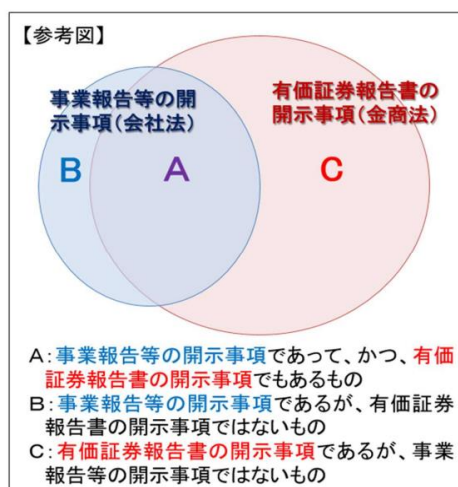 【参考図】
事業報告等の開
示事項(会社法)
有価証券報告書の
開示事項(金商法)
B
A
C
A:事業報告等の開示事項であって、かつ、有価
証券報告書の開示事項でもあるもの
B:事業報告等の開示事項であるが、有価証券
報告書の開示事項ではないもの
C:有価証券報告書の開示事項であるが、事業
報告等の開示事項ではないもの